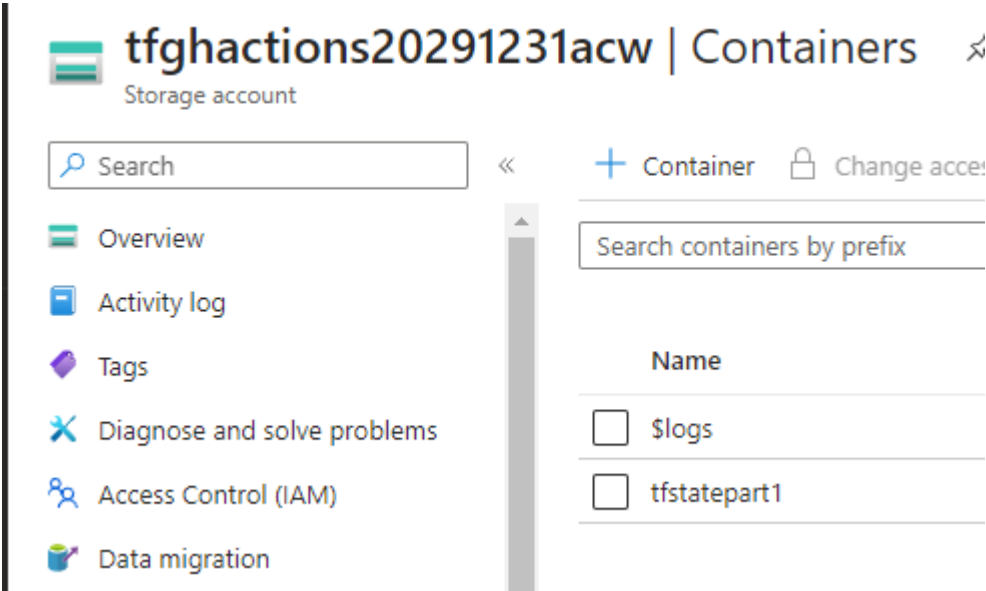 tfghactions20291231acw | Containers
Storage account
Search
Overview
Activity log
Tags
Diagnose and solve problems
Access Control (IAM)
Data migration
Container
Change acces
Search containers by prefix
Name
$logs
tfstatepart1